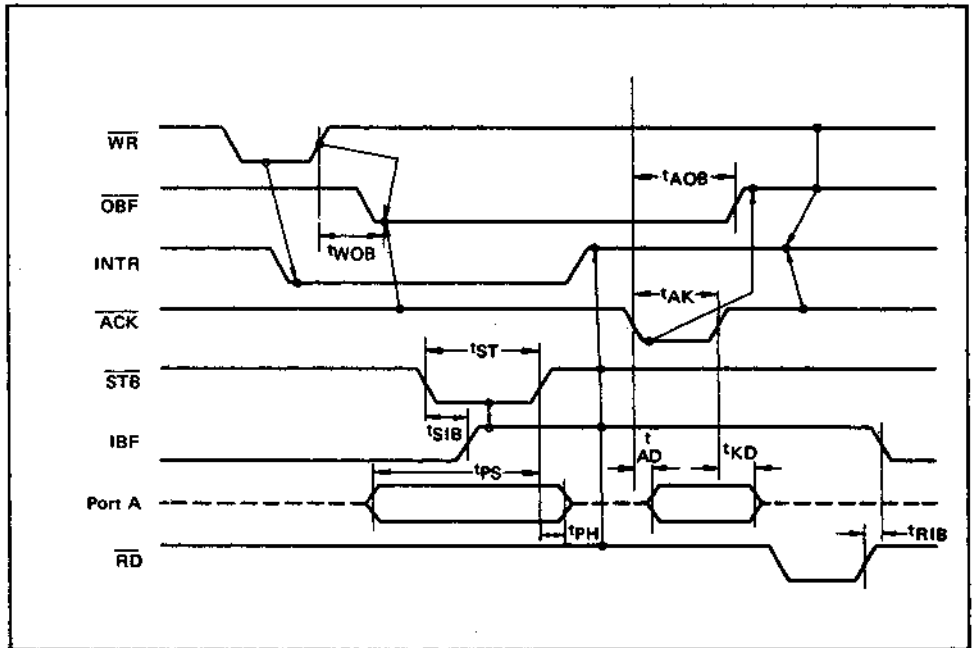 WR
tAOB
OBF
tWOB
INTR
tAK
ACK
tST
STB
tSIB
IBF
tAD
tKD
tPS
Port A
tPH
tRIB
RD